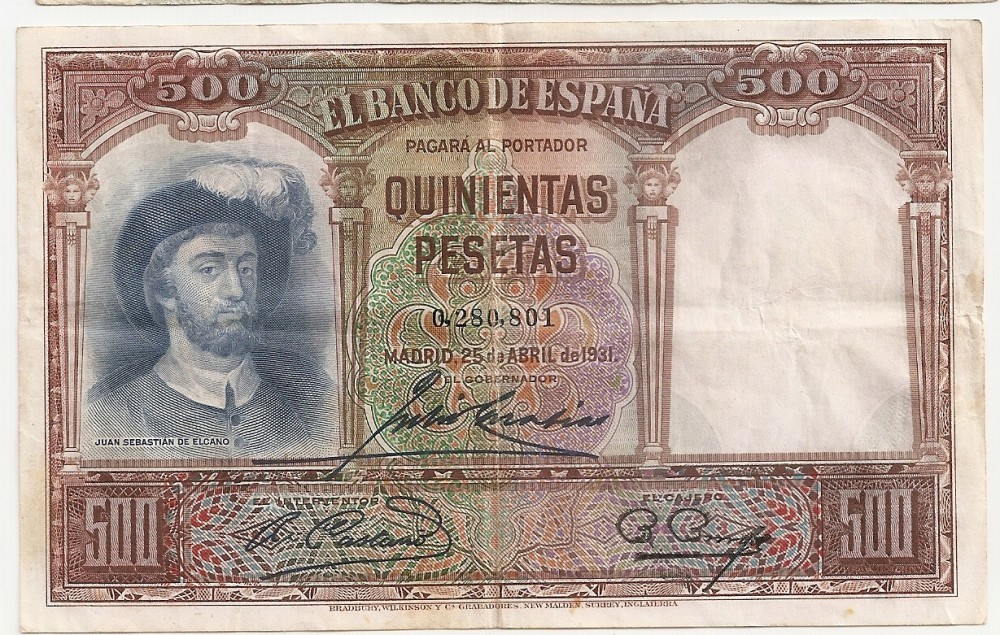 500 500
EL BANCO DE ESPAÑA
PAGARÁ AL PORTADOR
QUINIENTAS
PESETAS
0,280,801
MADRID, 25 de ABRIL de 1931.
EL GOBERNADOR
JUAN SEBASTIÁN DE ELCANO
500 EL INTERVENTOR EL CAJERO 500
BRADBURY, WILKINSON Y Cª GRABADORES, NEW MALDEN, SURREY, INGLATERRA